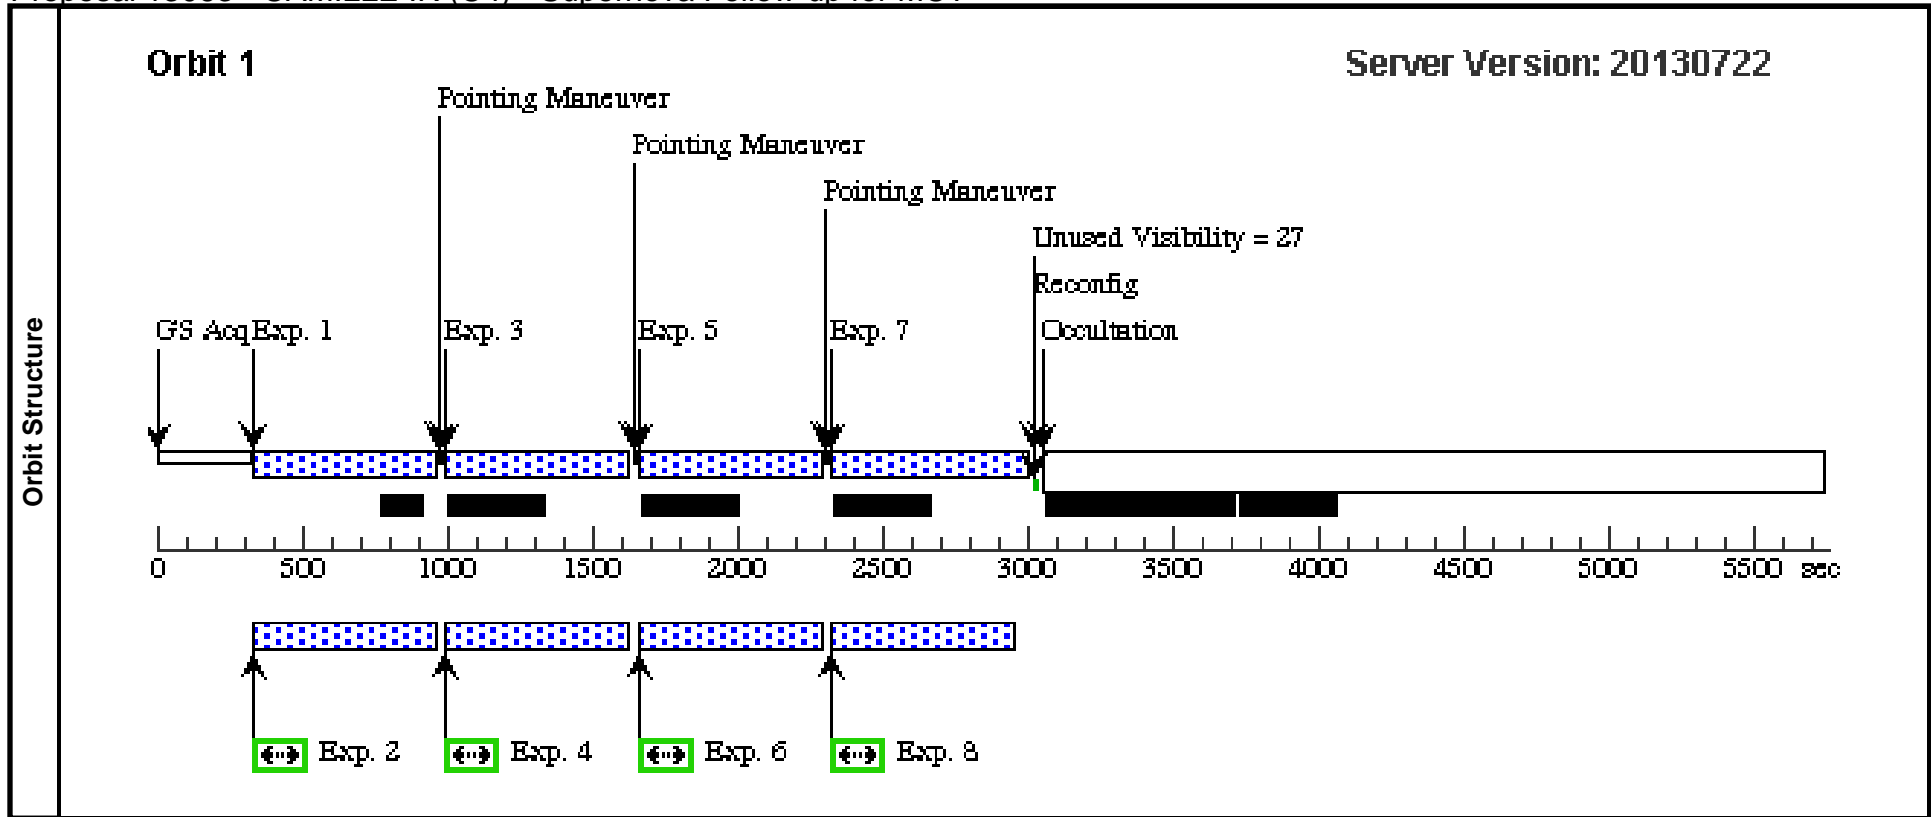 Orbit 1
Server Version: 20130722
Pointing Maneuver
Pointing Maneuver
Pointing Maneuver
Unused Visibility = 27
Reconfig
GS Acq
Exp. 1
Exp. 3
Exp. 5
Exp. 7
Occultation
Orbit Structure
0 500 1000 1500 2000 2500 3000 3500 4000 4500 5000 5500 sec
Exp. 2
Exp. 4
Exp. 6
Exp. 8